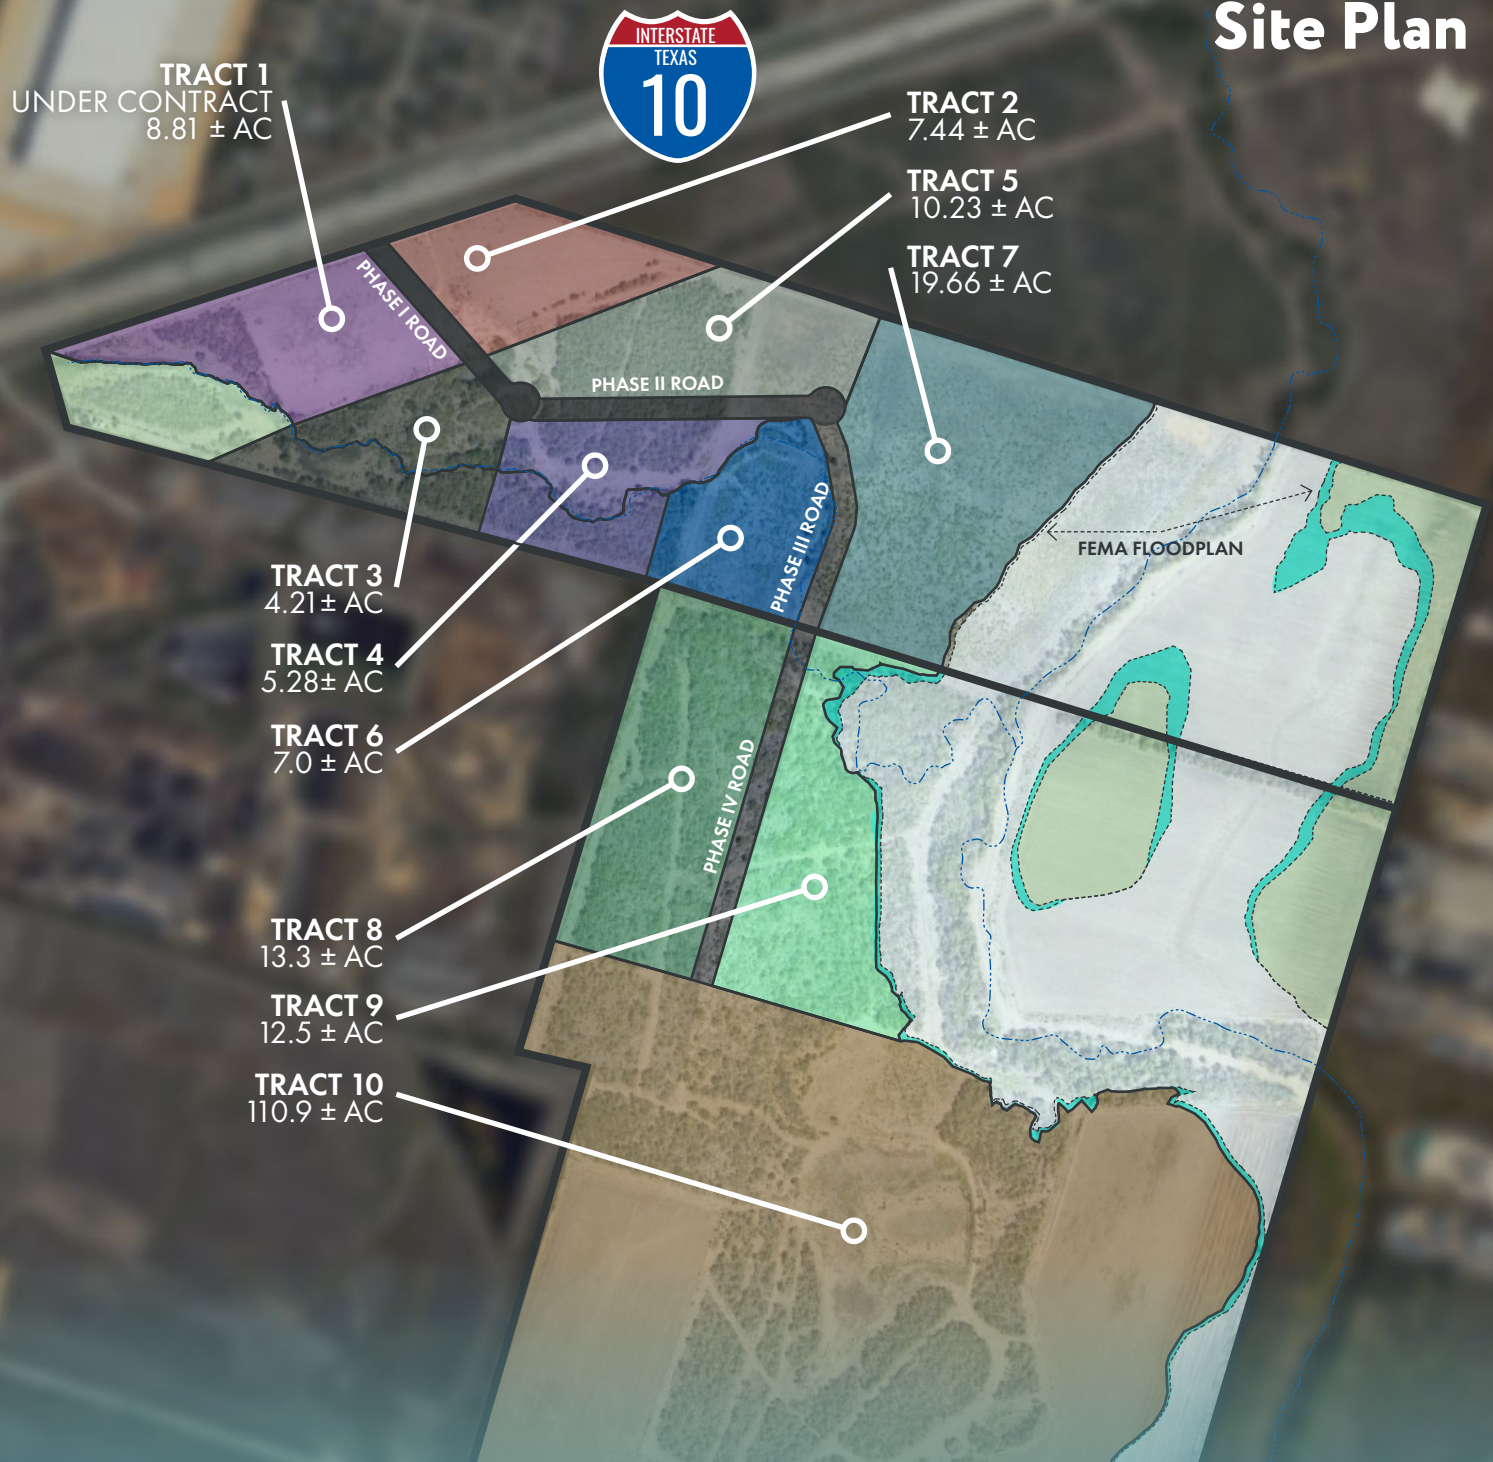 Site Plan
INTERSTATE
TEXAS
10
TRACT 1
UNDER CONTRACT
8.81 ± AC
TRACT 2
7.44 ± AC
TRACT 5
10.23 ± AC
TRACT 7
19.66 ± AC
PHASE I ROAD
PHASE II ROAD
PHASE III ROAD
FEMA FLOODPLAN
TRACT 3
4.21± AC
TRACT 4
5.28± AC
TRACT 6
7.0 ± AC
PHASE IV ROAD
TRACT 8
13.3 ± AC
TRACT 9
12.5 ± AC
TRACT 10
110.9 ± AC